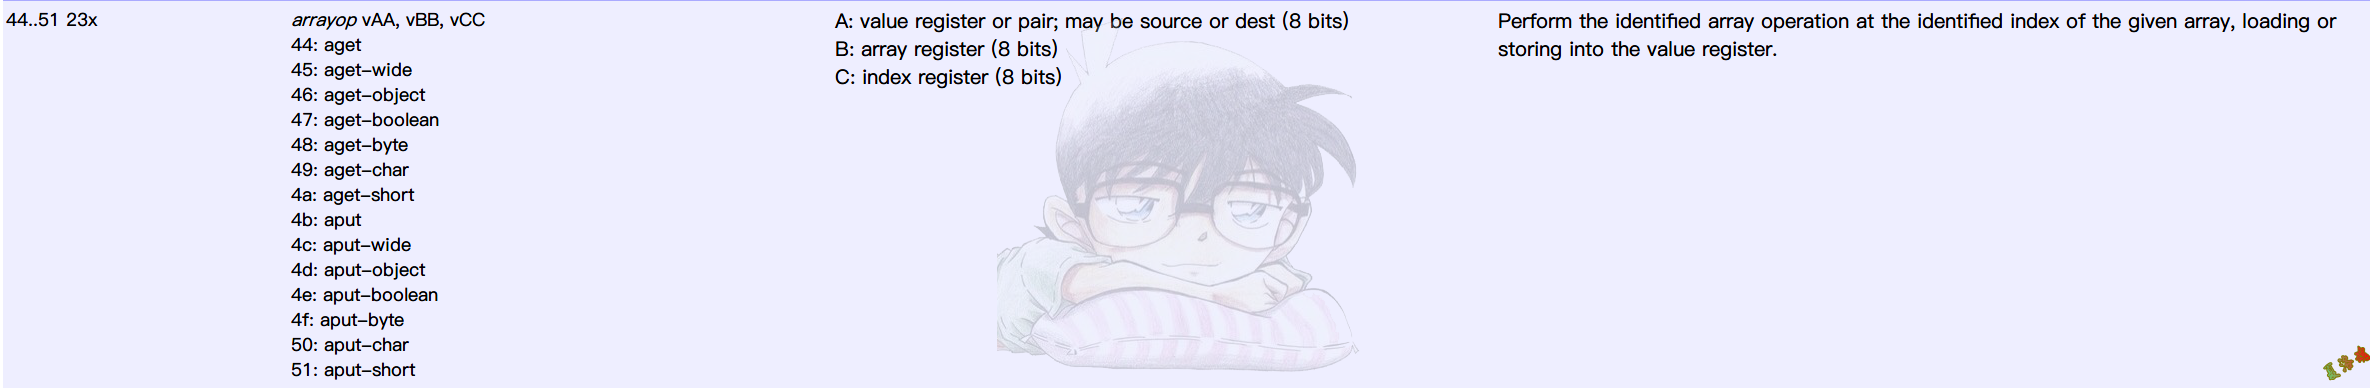 44..51 23x
arrayop vAA, vBB, vCC
44: aget
45: aget-wide
46: aget-object
47: aget-boolean
48: aget-byte
49: aget-char
4a: aget-short
4b: aput
4c: aput-wide
4d: aput-object
4e: aput-boolean
4f: aput-byte
50: aput-char
51: aput-short
A: value register or pair; may be source or dest (8 bits)
B: array register (8 bits)
C: index register (8 bits)
Perform the identified array operation at the identified index of the given array, loading or
storing into the value register.